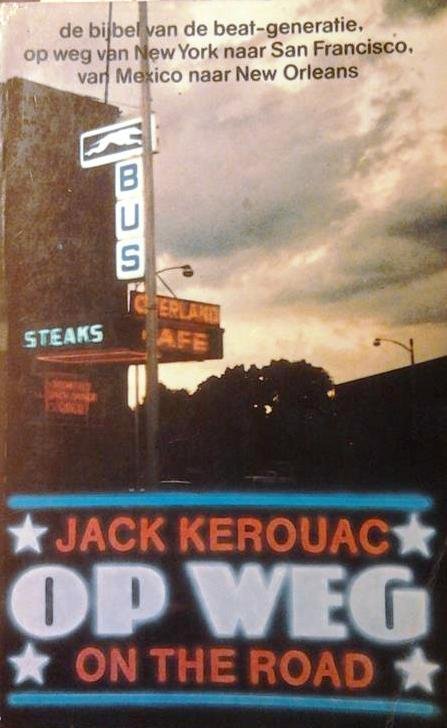 de bijbel van de beat-generatie,
op weg van New York naar San Francisco,
van Mexico naar New Orleans
BUS
OVERLAND
CAFE
STEAKS
JACK KEROUAC
OP WEG
ON THE ROAD